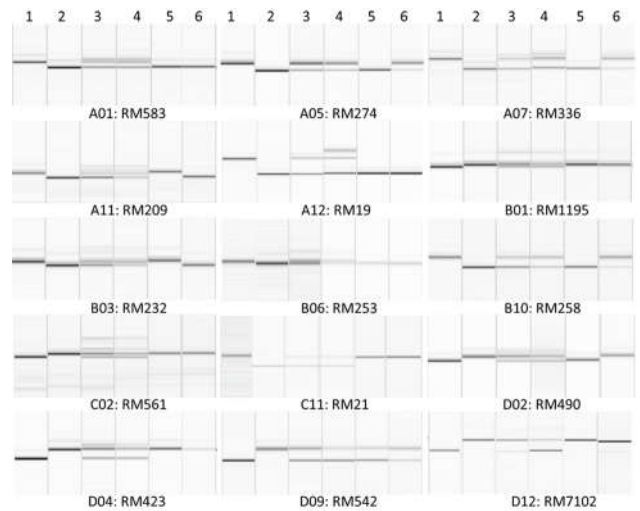 1 2 3 4 5 6 1 2 3 4 5 6 1 2 3 4 5 6
A01: RM583 A05: RM274 A07: RM336
A11: RM209 A12: RM19 B01: RM1195
B03: RM232 B06: RM253 B10: RM258
C02: RM561 C11: RM21 D02: RM490
D04: RM423 D09: RM542 D12: RM7102